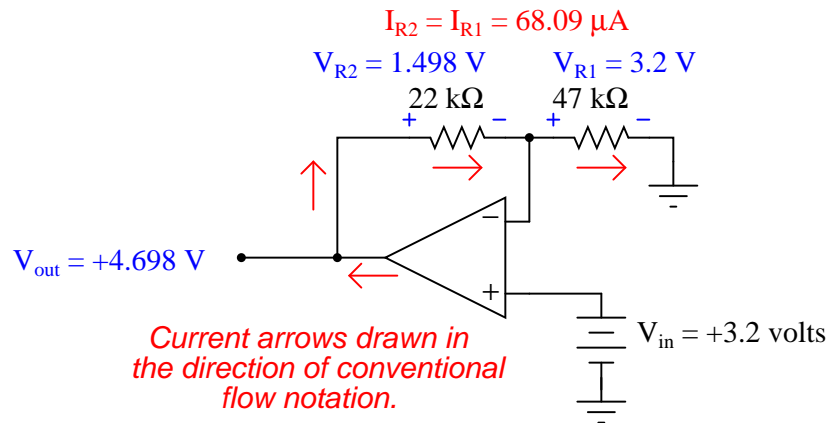 I_R2 = I_R1 = 68.09 μA
V_R2 = 1.498 V
V_R1 = 3.2 V
22 kΩ
47 kΩ
+ −
+ −
−
V_out = +4.698 V
+
V_in = +3.2 volts
Current arrows drawn in
the direction of conventional
flow notation.